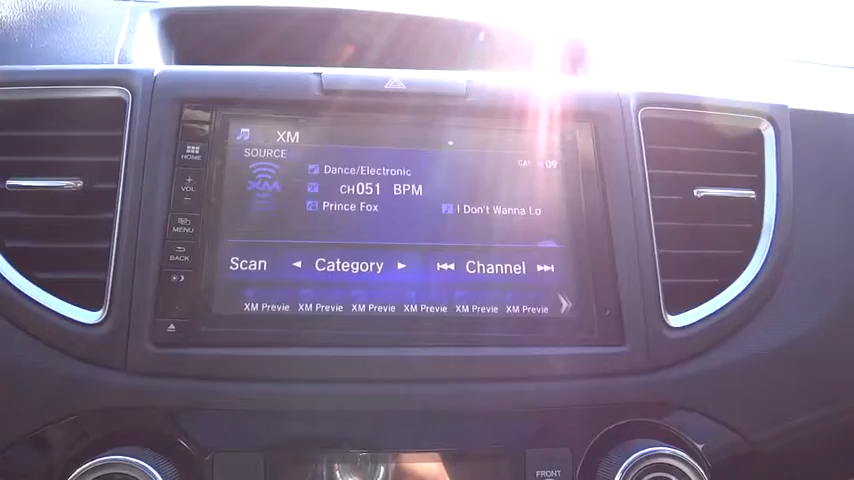 XM
HOME
SOURCE
Dance/Electronic
VOL
XM
CH051 BPM
Prince Fox
I Don't Wanna Lo
MENU
BACK
Scan
Category
Channel
XM Previe. XM Previe. XM Previe. XM Previe. XM Previe. XM Previe.
FRONT